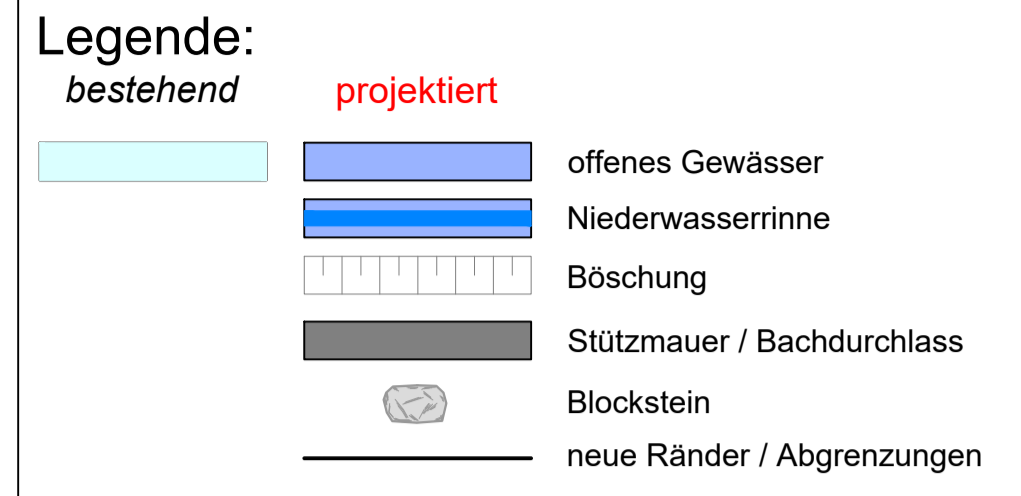 Legende:
bestehend projektiert
offenes Gewässer
Niederwasserrinne
Böschung
Stützmauer / Bachdurchlass
Blockstein
neue Ränder / Abgrenzungen